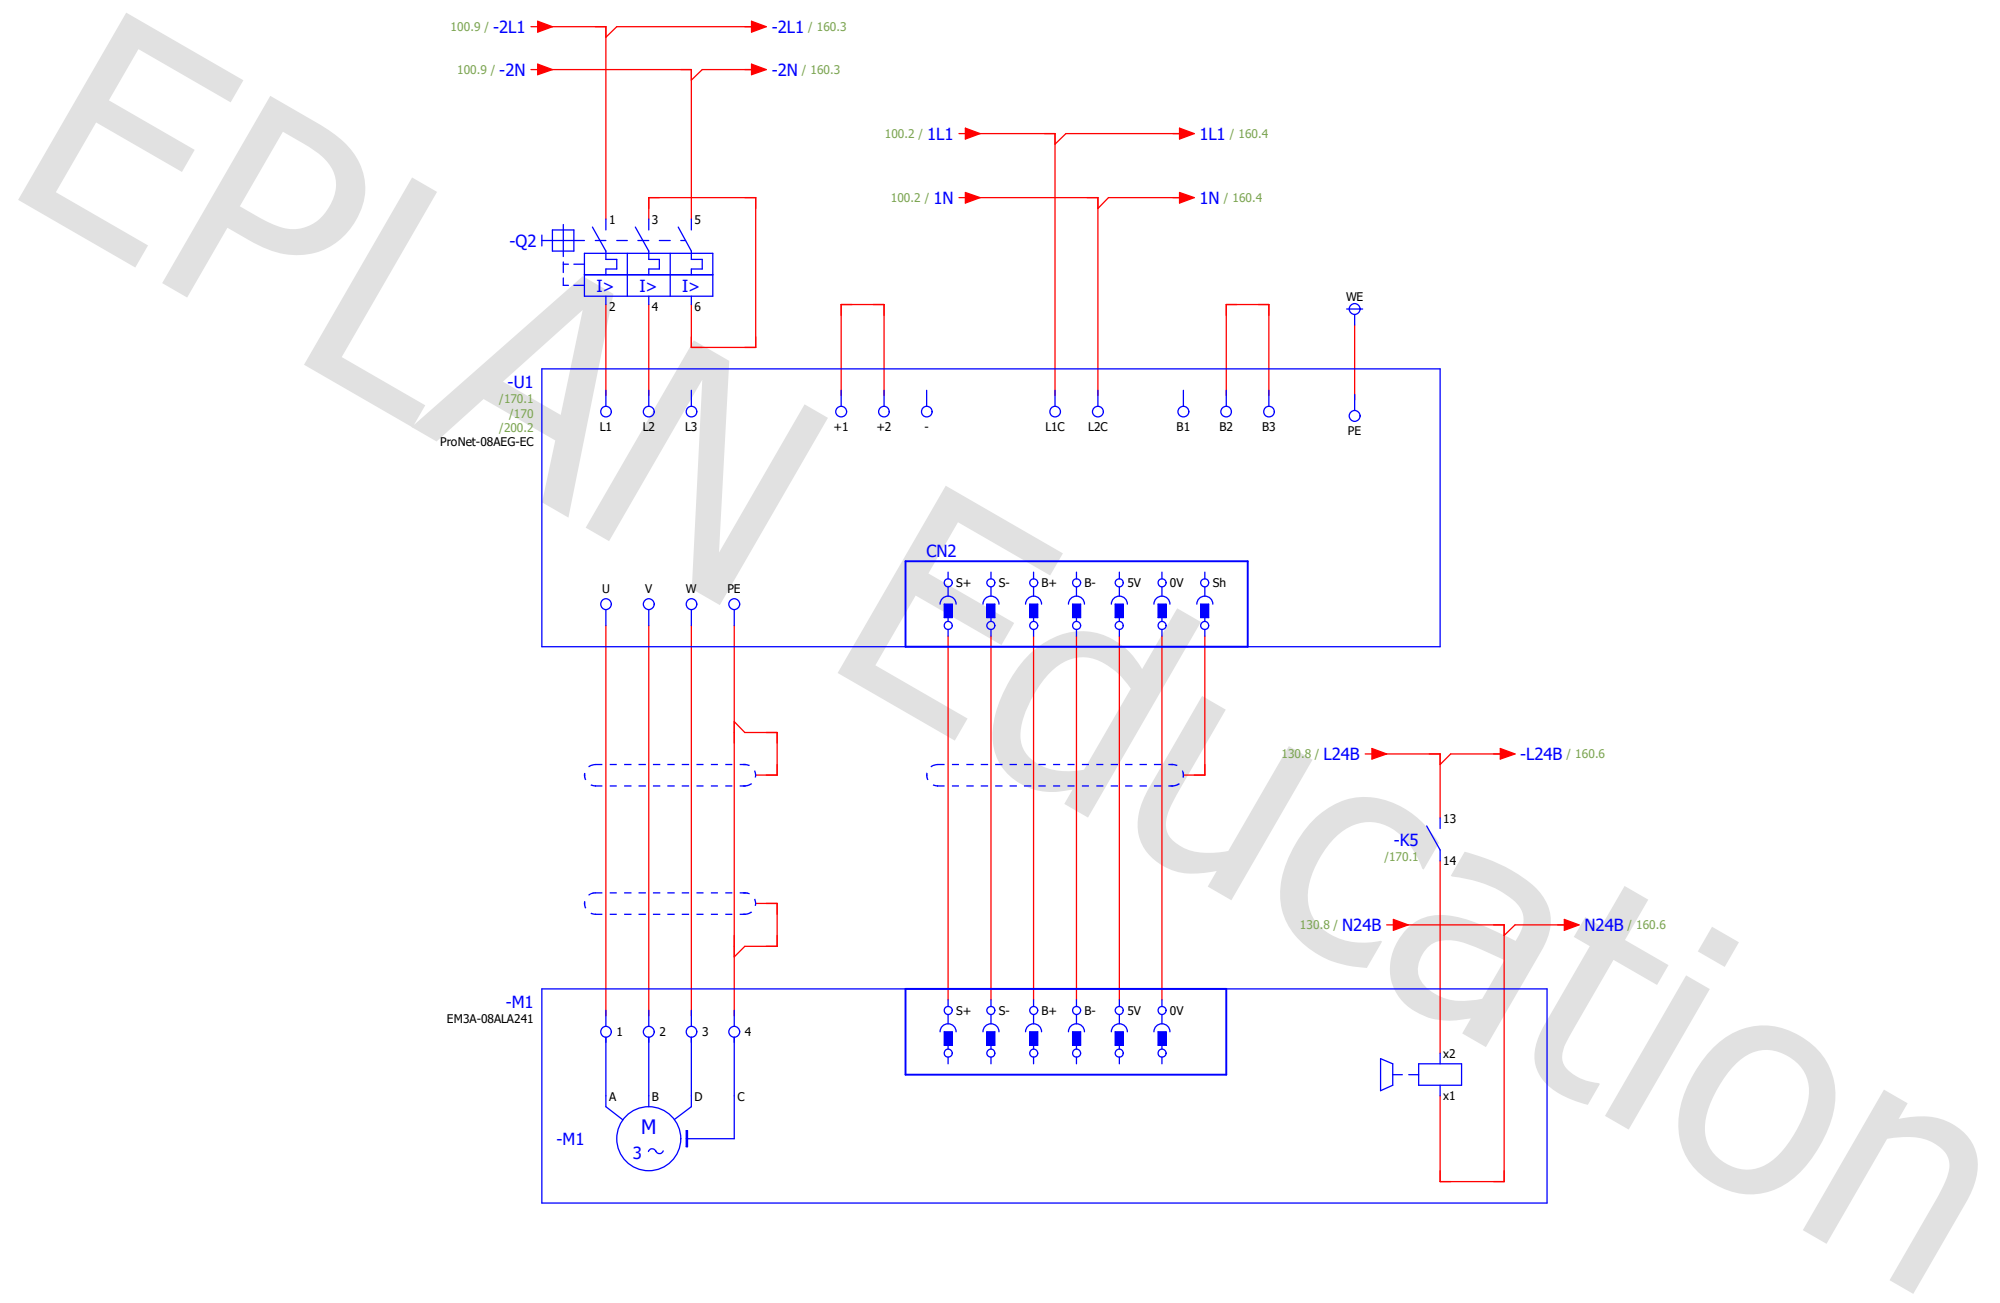 100.9 / -2L1 -2L1 / 160.3
100.9 / -2N -2N / 160.3
100.2 / 1L1 1L1 / 160.4
100.2 / 1N 1N / 160.4
1 3 5
-Q2
I> I> I>
2 4 6
WE
-U1
/170.1
/170
/200.2
ProNet-08AEG-EC
L1 L2 L3 +1 +2 - L1C L2C B1 B2 B3 PE
CN2
S+ S- B+ B- 5V 0V Sh
U V W PE
130.8 / L24B -L24B / 160.6
13
-K5
/170.1
14
130.8 / N24B N24B / 160.6
-M1
EM3A-08ALA241
1 2 3 4
S+ S- B+ B- 5V 0V
x2
x1
A B D C
-M1
M
3 ~
EPLAN Education